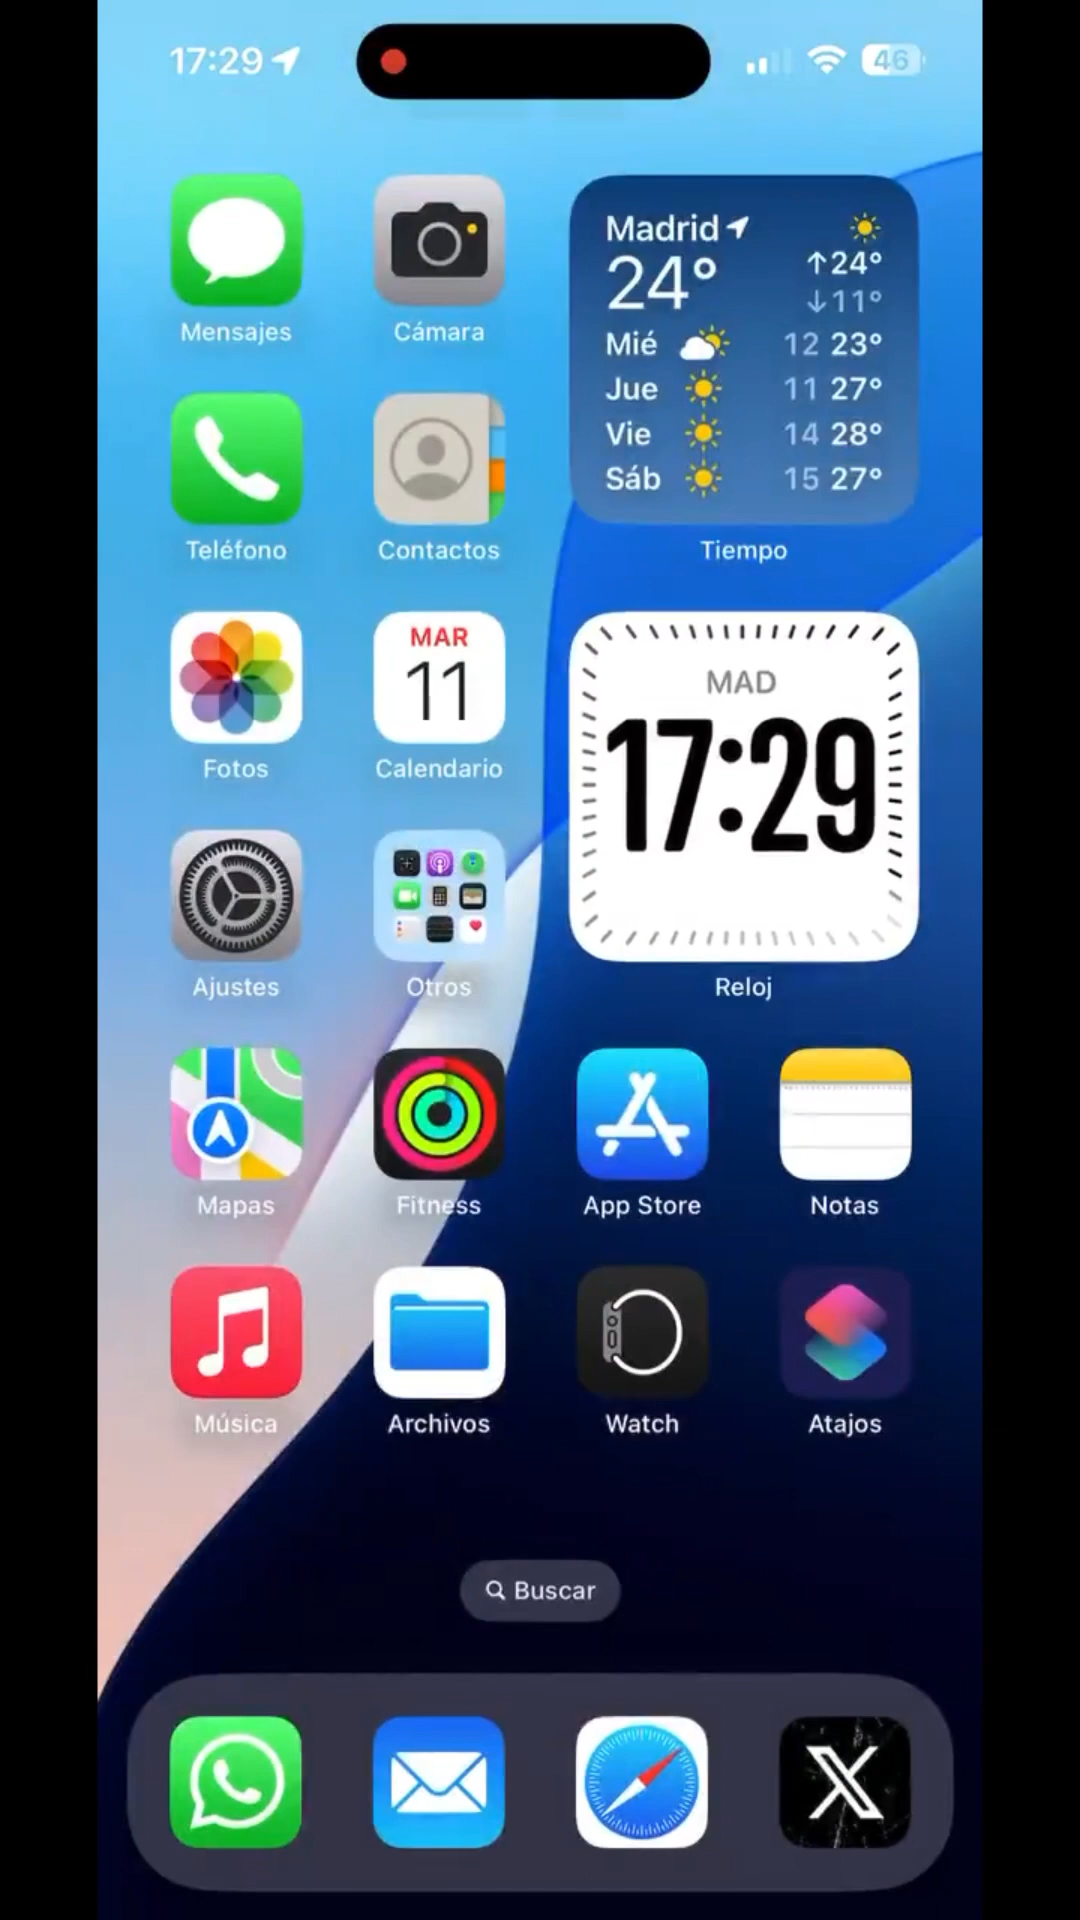 17:29
46
Mensajes
Cámara
Madrid
24°
↑24°
↓11°
Mié 12 23°
Jue 11 27°
Vie 14 28°
Sáb 15 27°
Tiempo
Teléfono
Contactos
MAR
11
Fotos
Calendario
MAD
17:29
Reloj
Ajustes
Otros
Mapas
Fitness
App Store
Notas
Música
Archivos
Watch
Atajos
Buscar